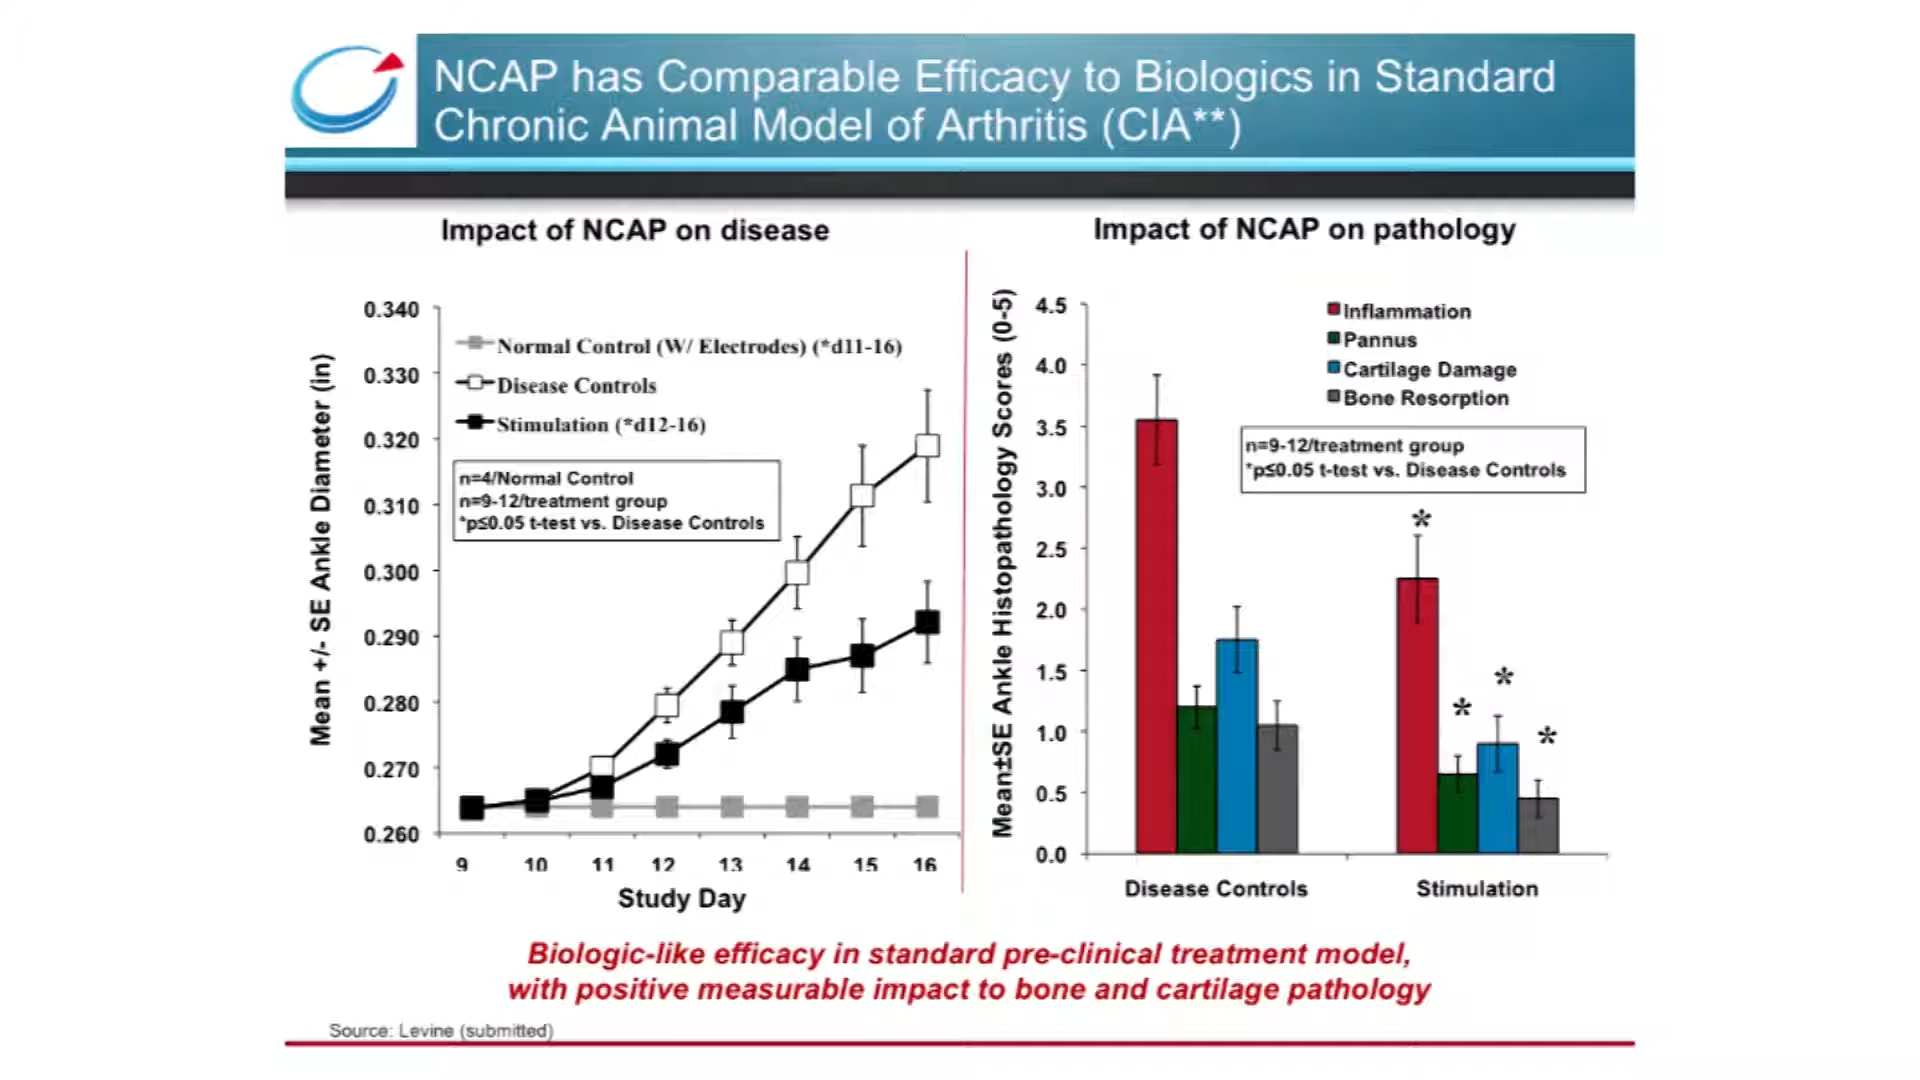 NCAP has Comparable Efficacy to Biologics in Standard
Chronic Animal Model of Arthritis (CIA**)
Impact of NCAP on disease
Mean +/- SE Ankle Diameter (in)
0.340
0.330
0.320
0.310
0.300
0.290
0.280
0.270
0.260
Normal Control (W/ Electrodes) (*d11-16)
Disease Controls
Stimulation (*d12-16)
n=4/Normal Control
n=9-12/treatment group
*p≤0.05 t-test vs. Disease Controls
9 10 11 12 13 14 15 16
Study Day
Impact of NCAP on pathology
Mean±SE Ankle Histopathology Scores (0-5)
4.5
4.0
3.5
3.0
2.5
2.0
1.5
1.0
0.5
0.0
Inflammation
Pannus
Cartilage Damage
Bone Resorption
n=9-12/treatment group
*p≤0.05 t-test vs. Disease Controls
*
*
*
*
Disease Controls Stimulation
Biologic-like efficacy in standard pre-clinical treatment model,
with positive measurable impact to bone and cartilage pathology
Source: Levine (submitted)